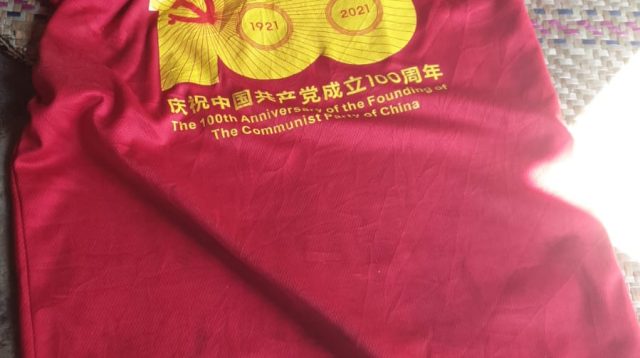 1921 2021
庆祝中国共产党成立100周年
The 100th Anniversary of the Founding of
The Communist Party of China